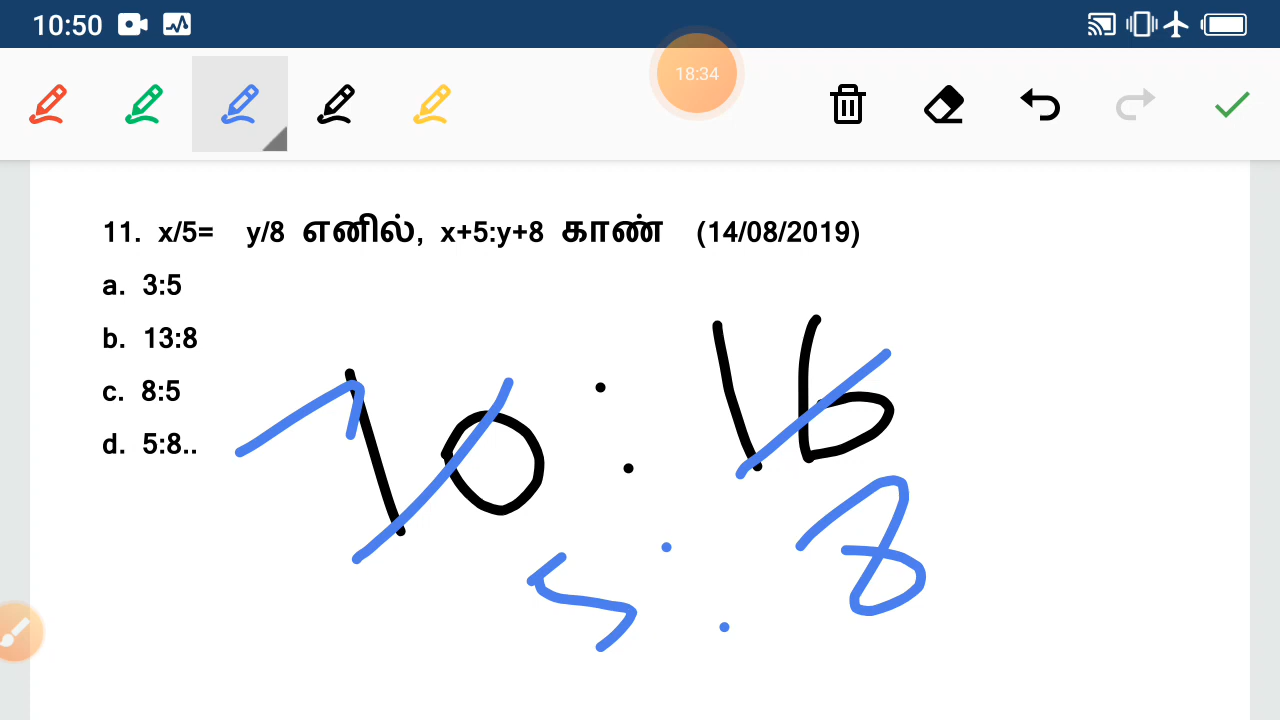 10:50
18:34
11. x/5= y/8 எனில், x+5:y+8 காண் (14/08/2019)
a. 3:5
b. 13:8
c. 8:5
d. 5:8..
10 : 16
5 : 8